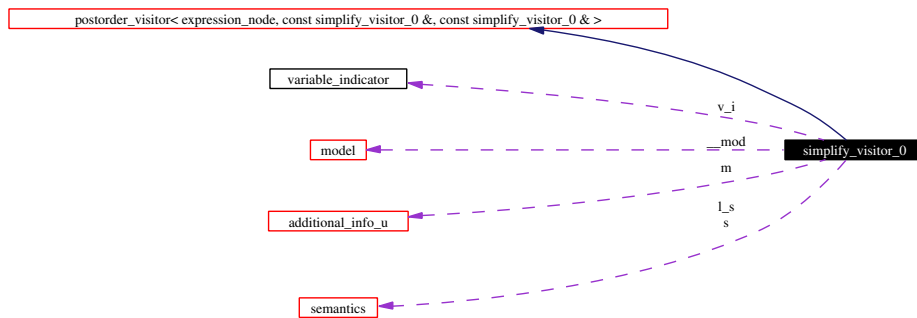 postorder_visitor< expression_node, const simplify_visitor_0 &, const simplify_visitor_0 & >
variable_indicator
v_i
model
__mod
simplify_visitor_0
m
additional_info_u
l_s
s
semantics